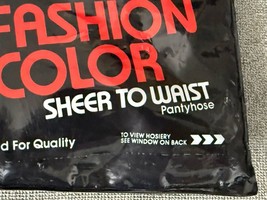 FASHION
COLOR
SHEER TO WAIST
Pantyhose
d For Quality
TO VIEW HOSIERY
SEE WINDOW ON BACK